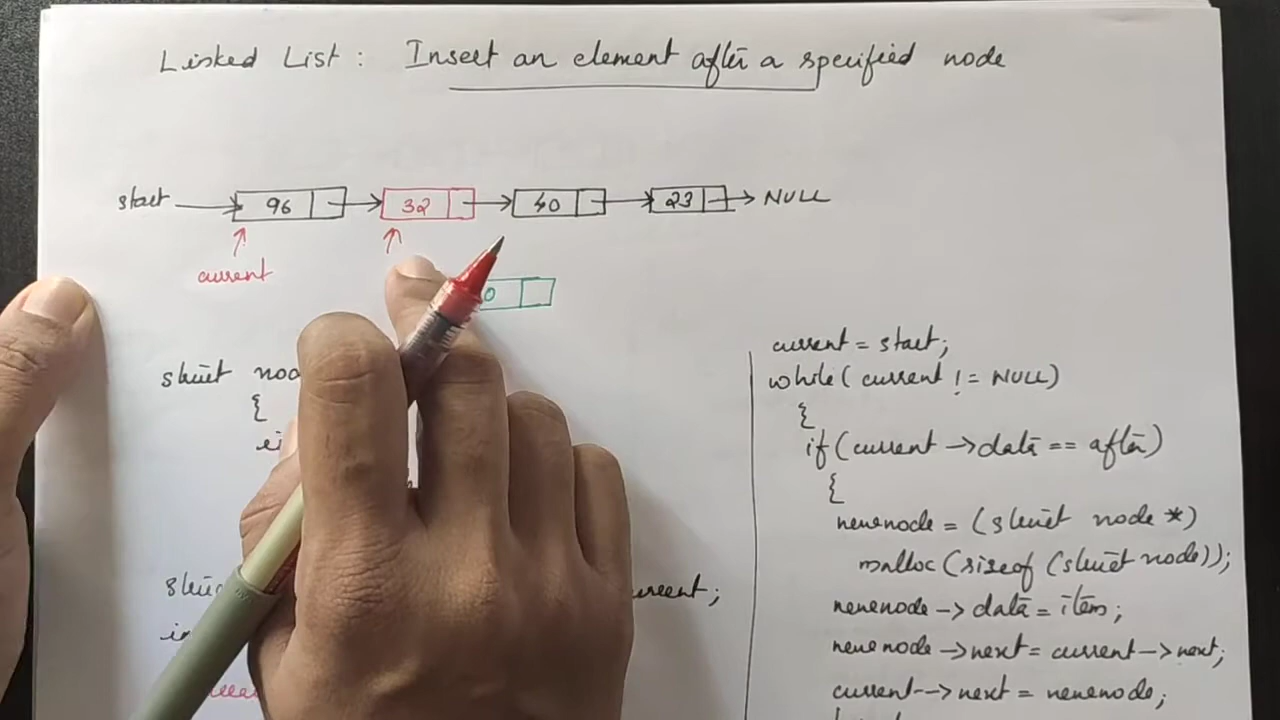 Linked List : Insert an element after a specified node
start 96 32 40 23 NULL
current
0
struct
{
current;
current = start;
while ( current != NULL)
{
if (current ->data == after)
{
newnode = (struct node *)
malloc (sizeof (struct node));
newnode -> data = item;
newnode ->next = current ->next;
current--> next = newnode;